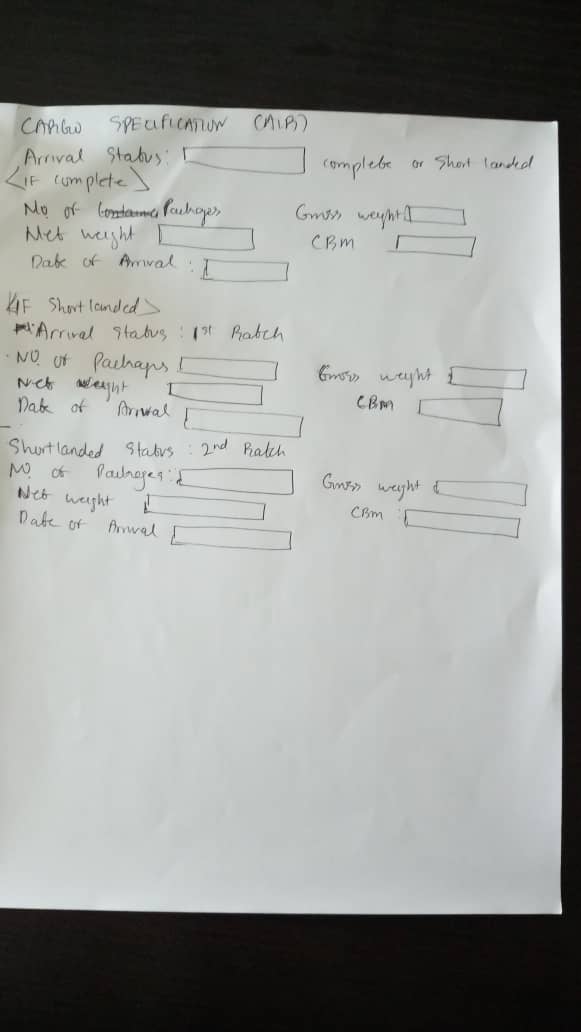 CARGO SPECIFICATION (AIR)
Arrival Status: complete or Short landed
<IF complete>
No of Packages Gross weight
Net weight CBM
Date of Arrival :
<IF Short landed>
Arrival Status : 1st Batch
NO of Packages Gross weight
Net weight CBM
Date of Arrival
Shortlanded Status : 2nd Batch
NO of Packages : Gross weight
Net weight CBM :
Date of Arrival